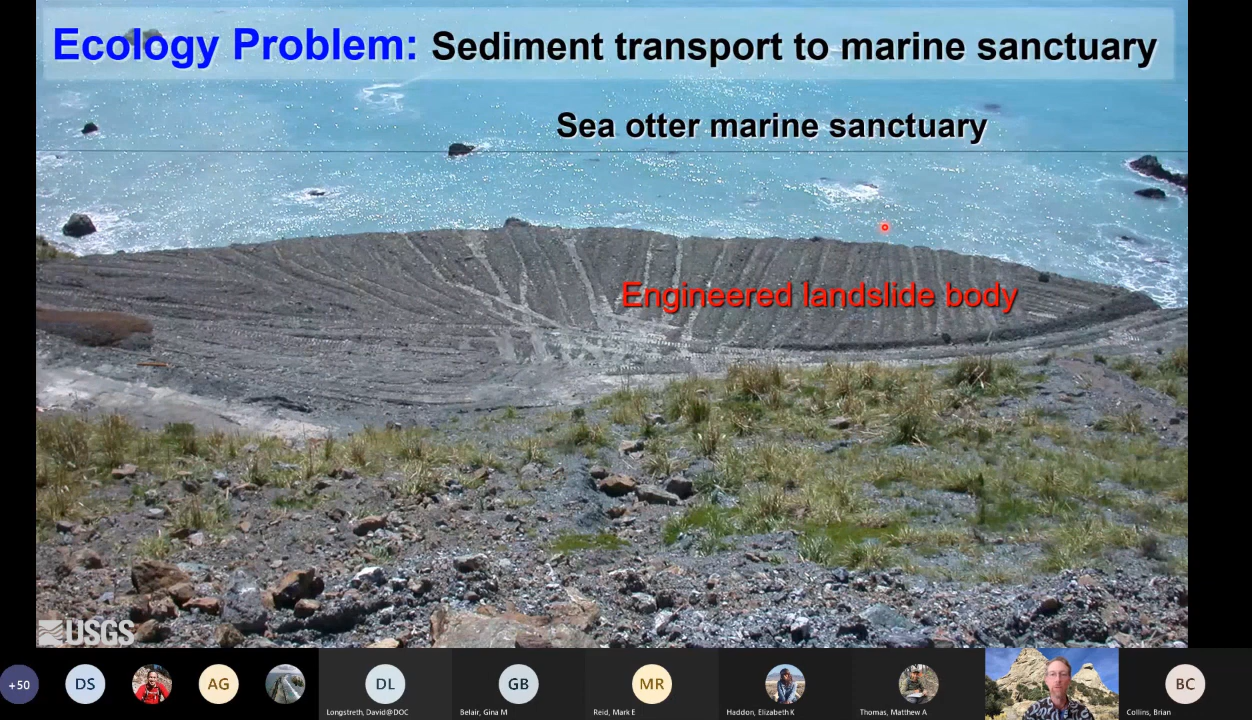 Ecology Problem: Sediment transport to marine sanctuary
Sea otter marine sanctuary
Engineered landslide body
USGS
+50
DS
AG
DL
GB
MR
BC
Longstreth, David@DOC
Belair, Gina M
Reid, Mark E
Haddon, Elizabeth K
Thomas, Matthew A
Collins, Brian